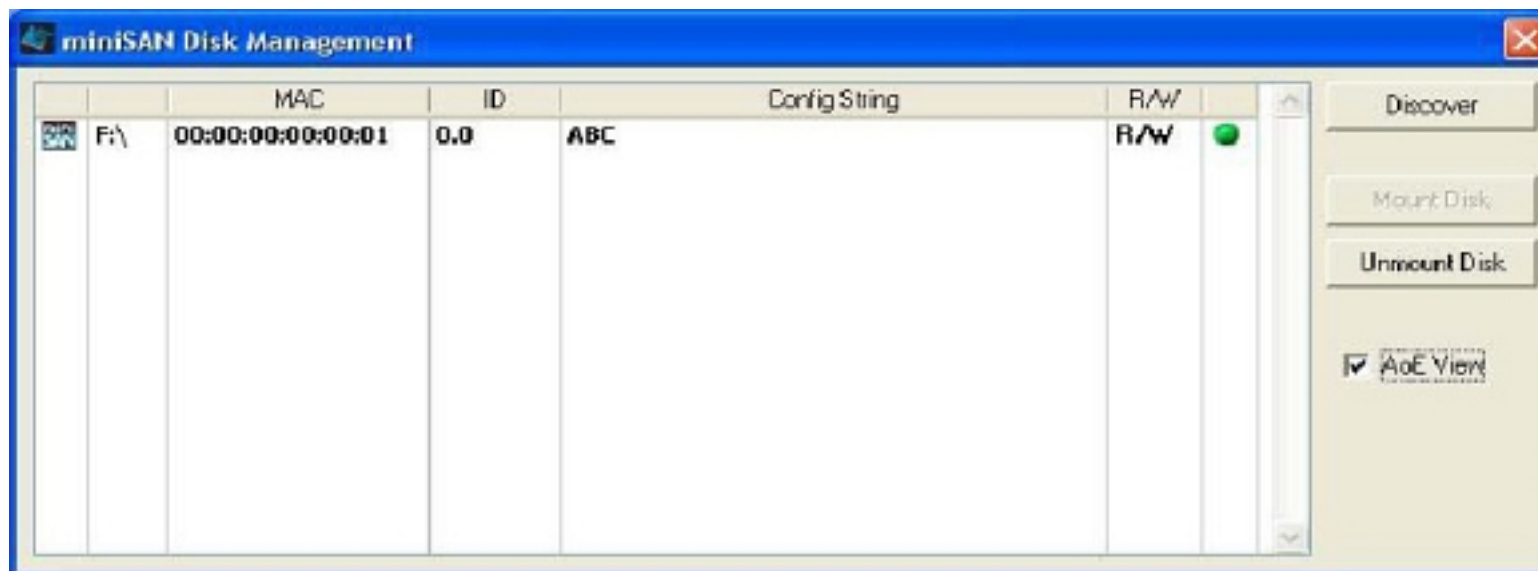 miniSAN Disk Management
MAC ID Config String R/W
Discover
F:\ 00:00:00:00:00:01 0.0 ABC R/W
Mount Disk
Unmount Disk
AoE View